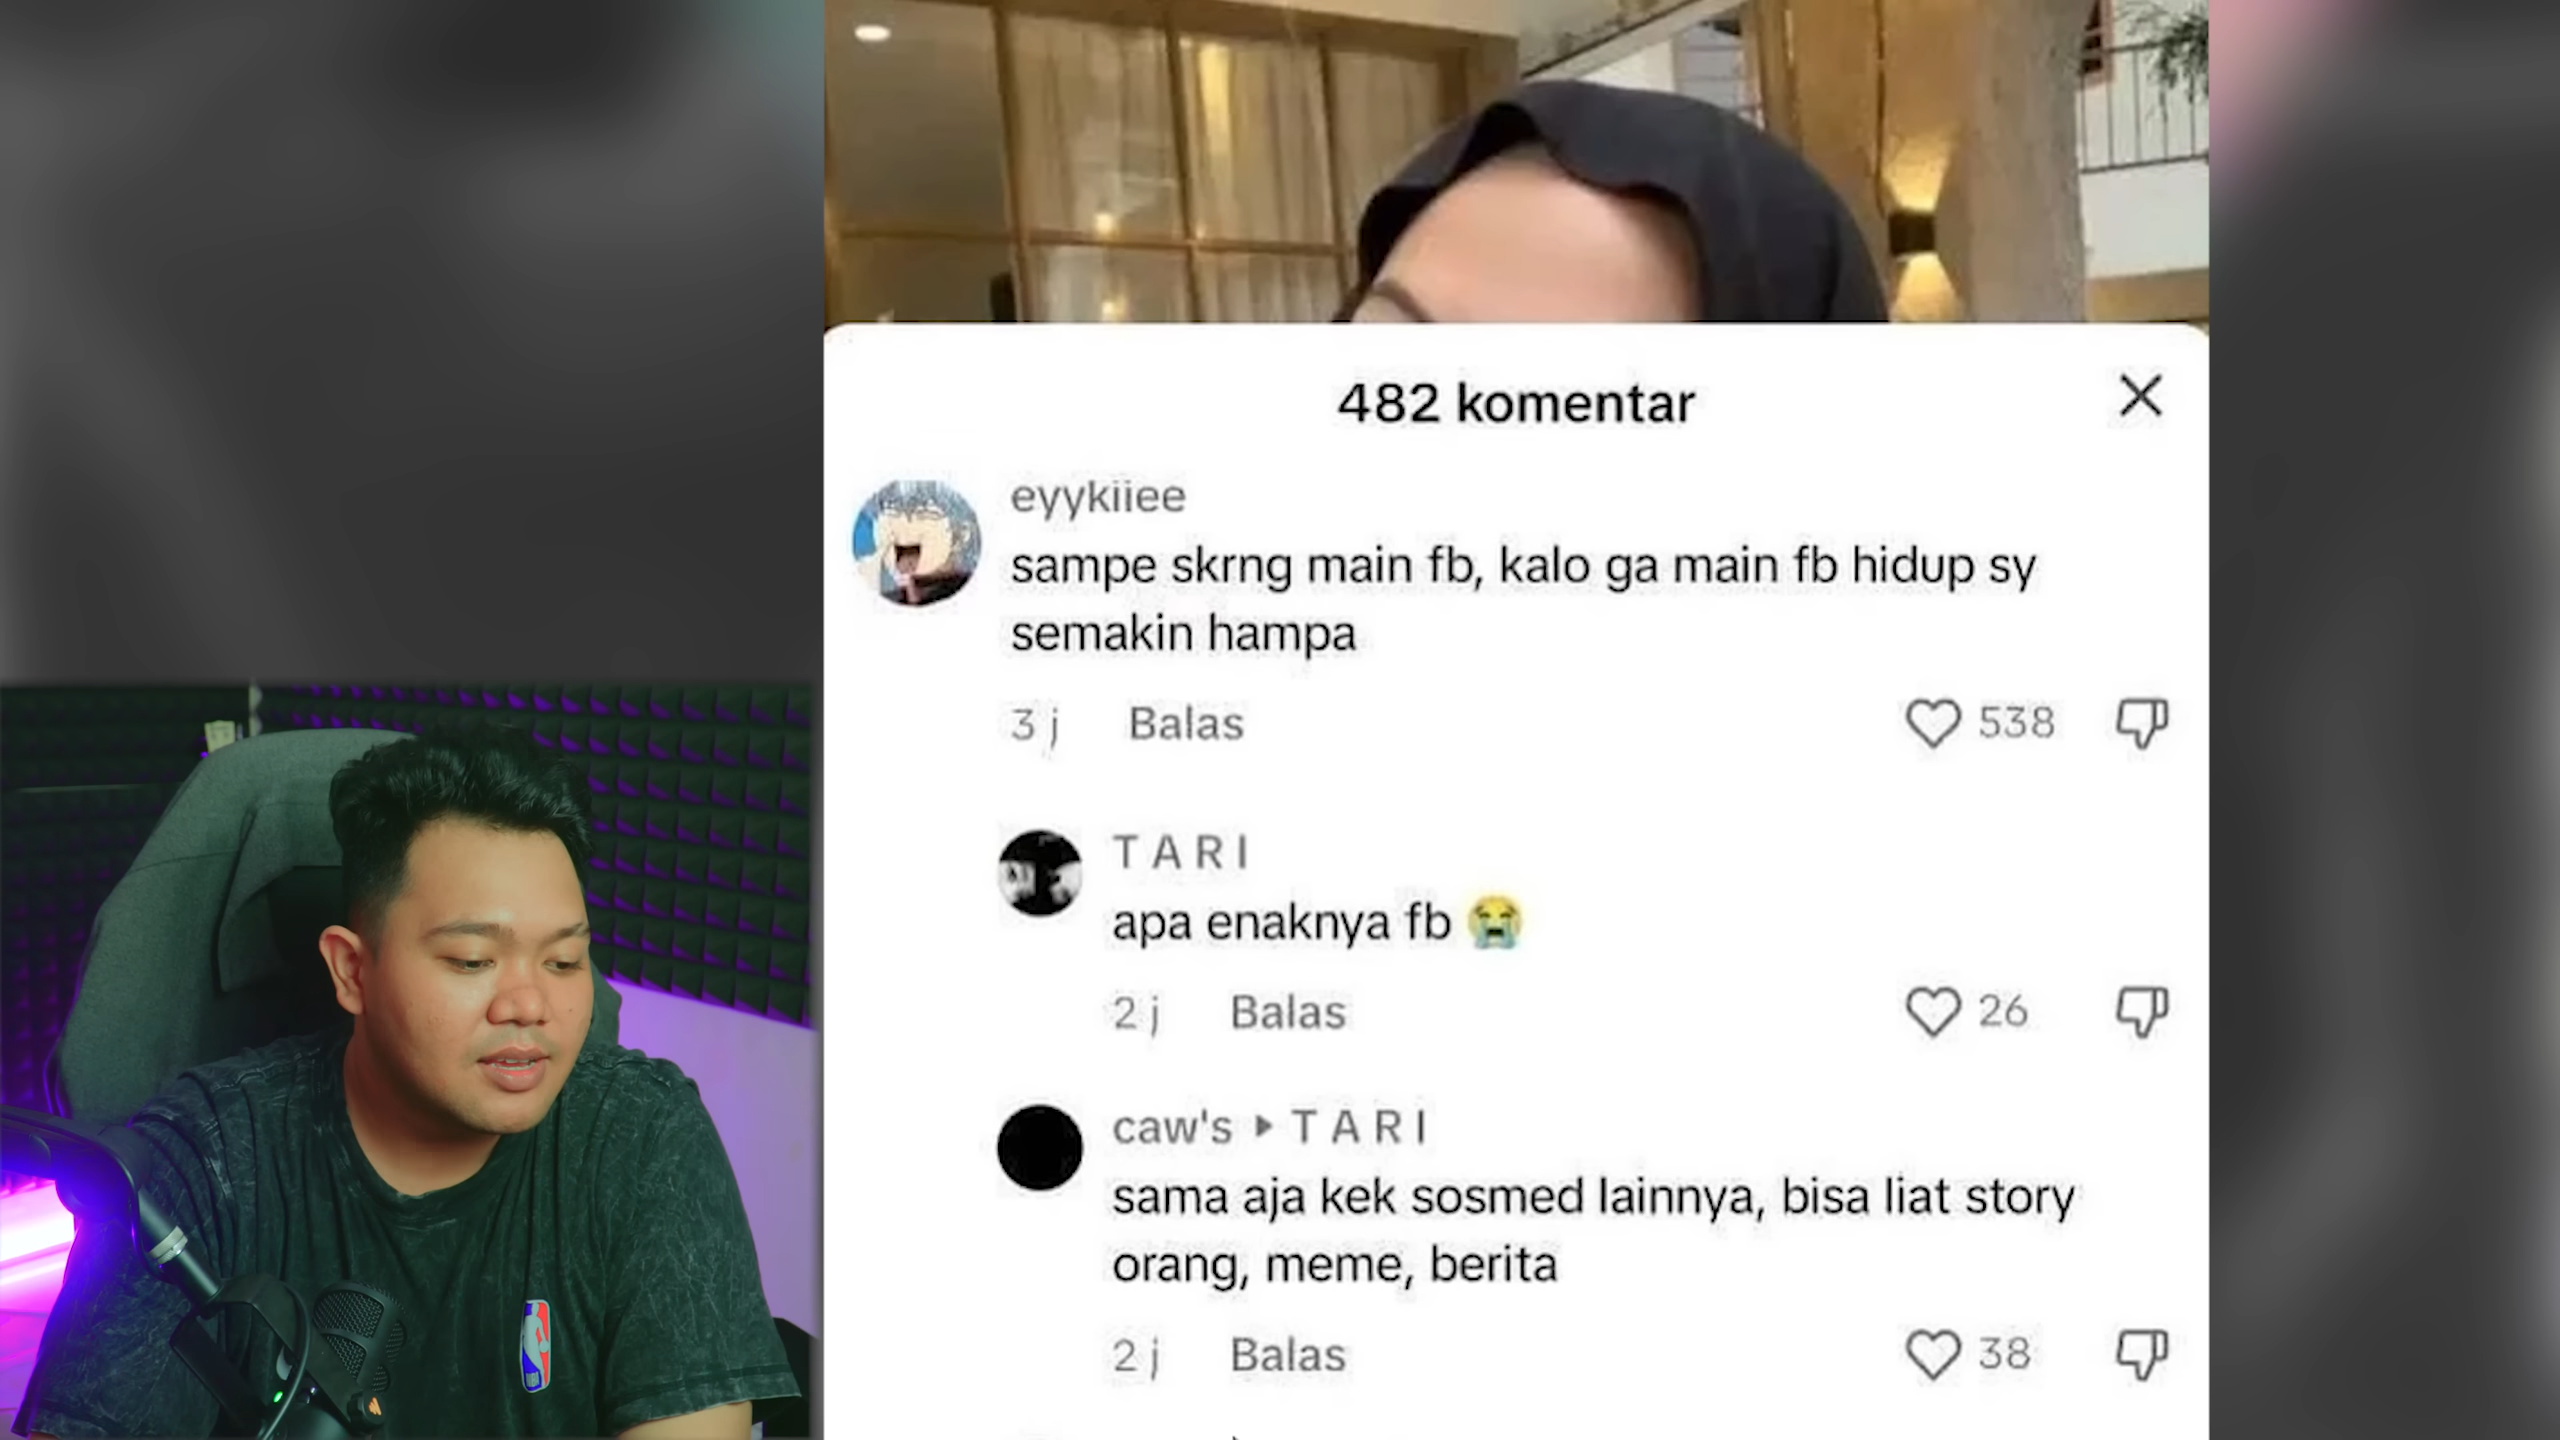 482 komentar
eyykiiee
sampe skrng main fb, kalo ga main fb hidup sy
semakin hampa
3 j Balas 538
T A R I
apa enaknya fb 😭
2 j Balas 26
caw's ▸ T A R I
sama aja kek sosmed lainnya, bisa liat story
orang, meme, berita
2 j Balas 38